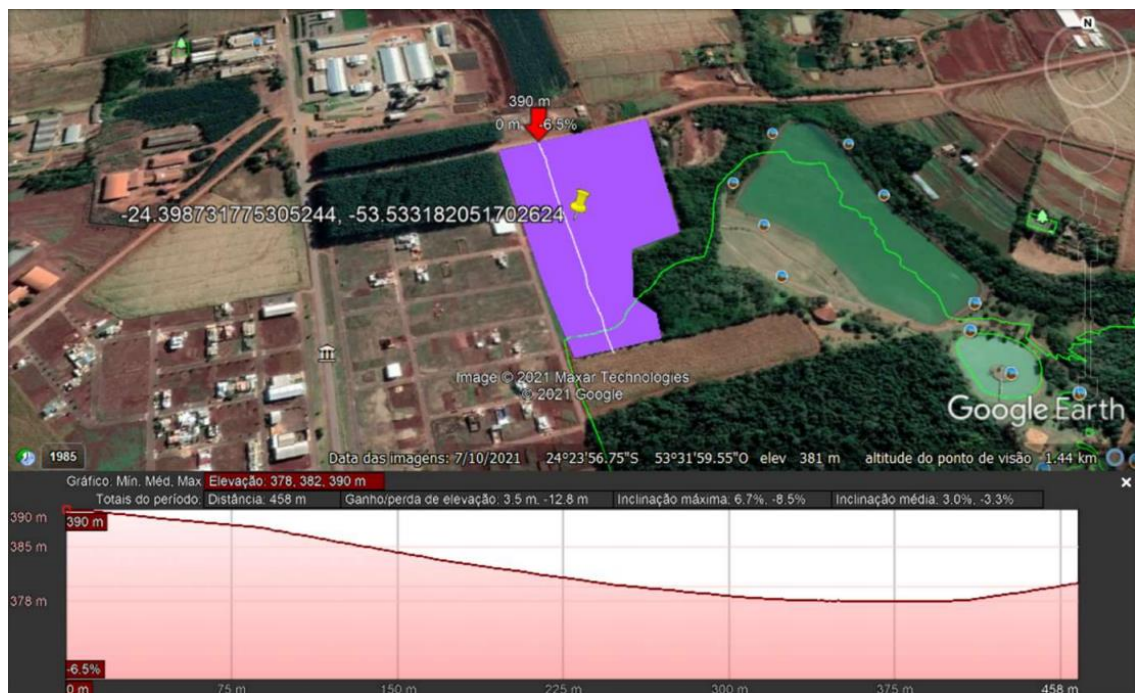 N
390 m
0 m, -6.5%
-24.398731775305244, -53.533182051702624
Image © 2021 Maxar Technologies
© 2021 Google
Google Earth
1985
Data das imagens: 7/10/2021 24°23'56.75"S 53°31'59.55"O elev 381 m altitude do ponto de visão 1.44 km
Gráfico: Mín. Méd, Max Elevação: 378, 382, 390 m
Totais do período: Distância: 458 m Ganho/perda de elevação: 3.5 m, -12.8 m Inclinação máxima: 6.7%, -8.5% Inclinação média: 3.0%, -3.3%
390 m
390 m
385 m
378 m
-6.5%
0 m 75 m 150 m 225 m 300 m 375 m 458 m